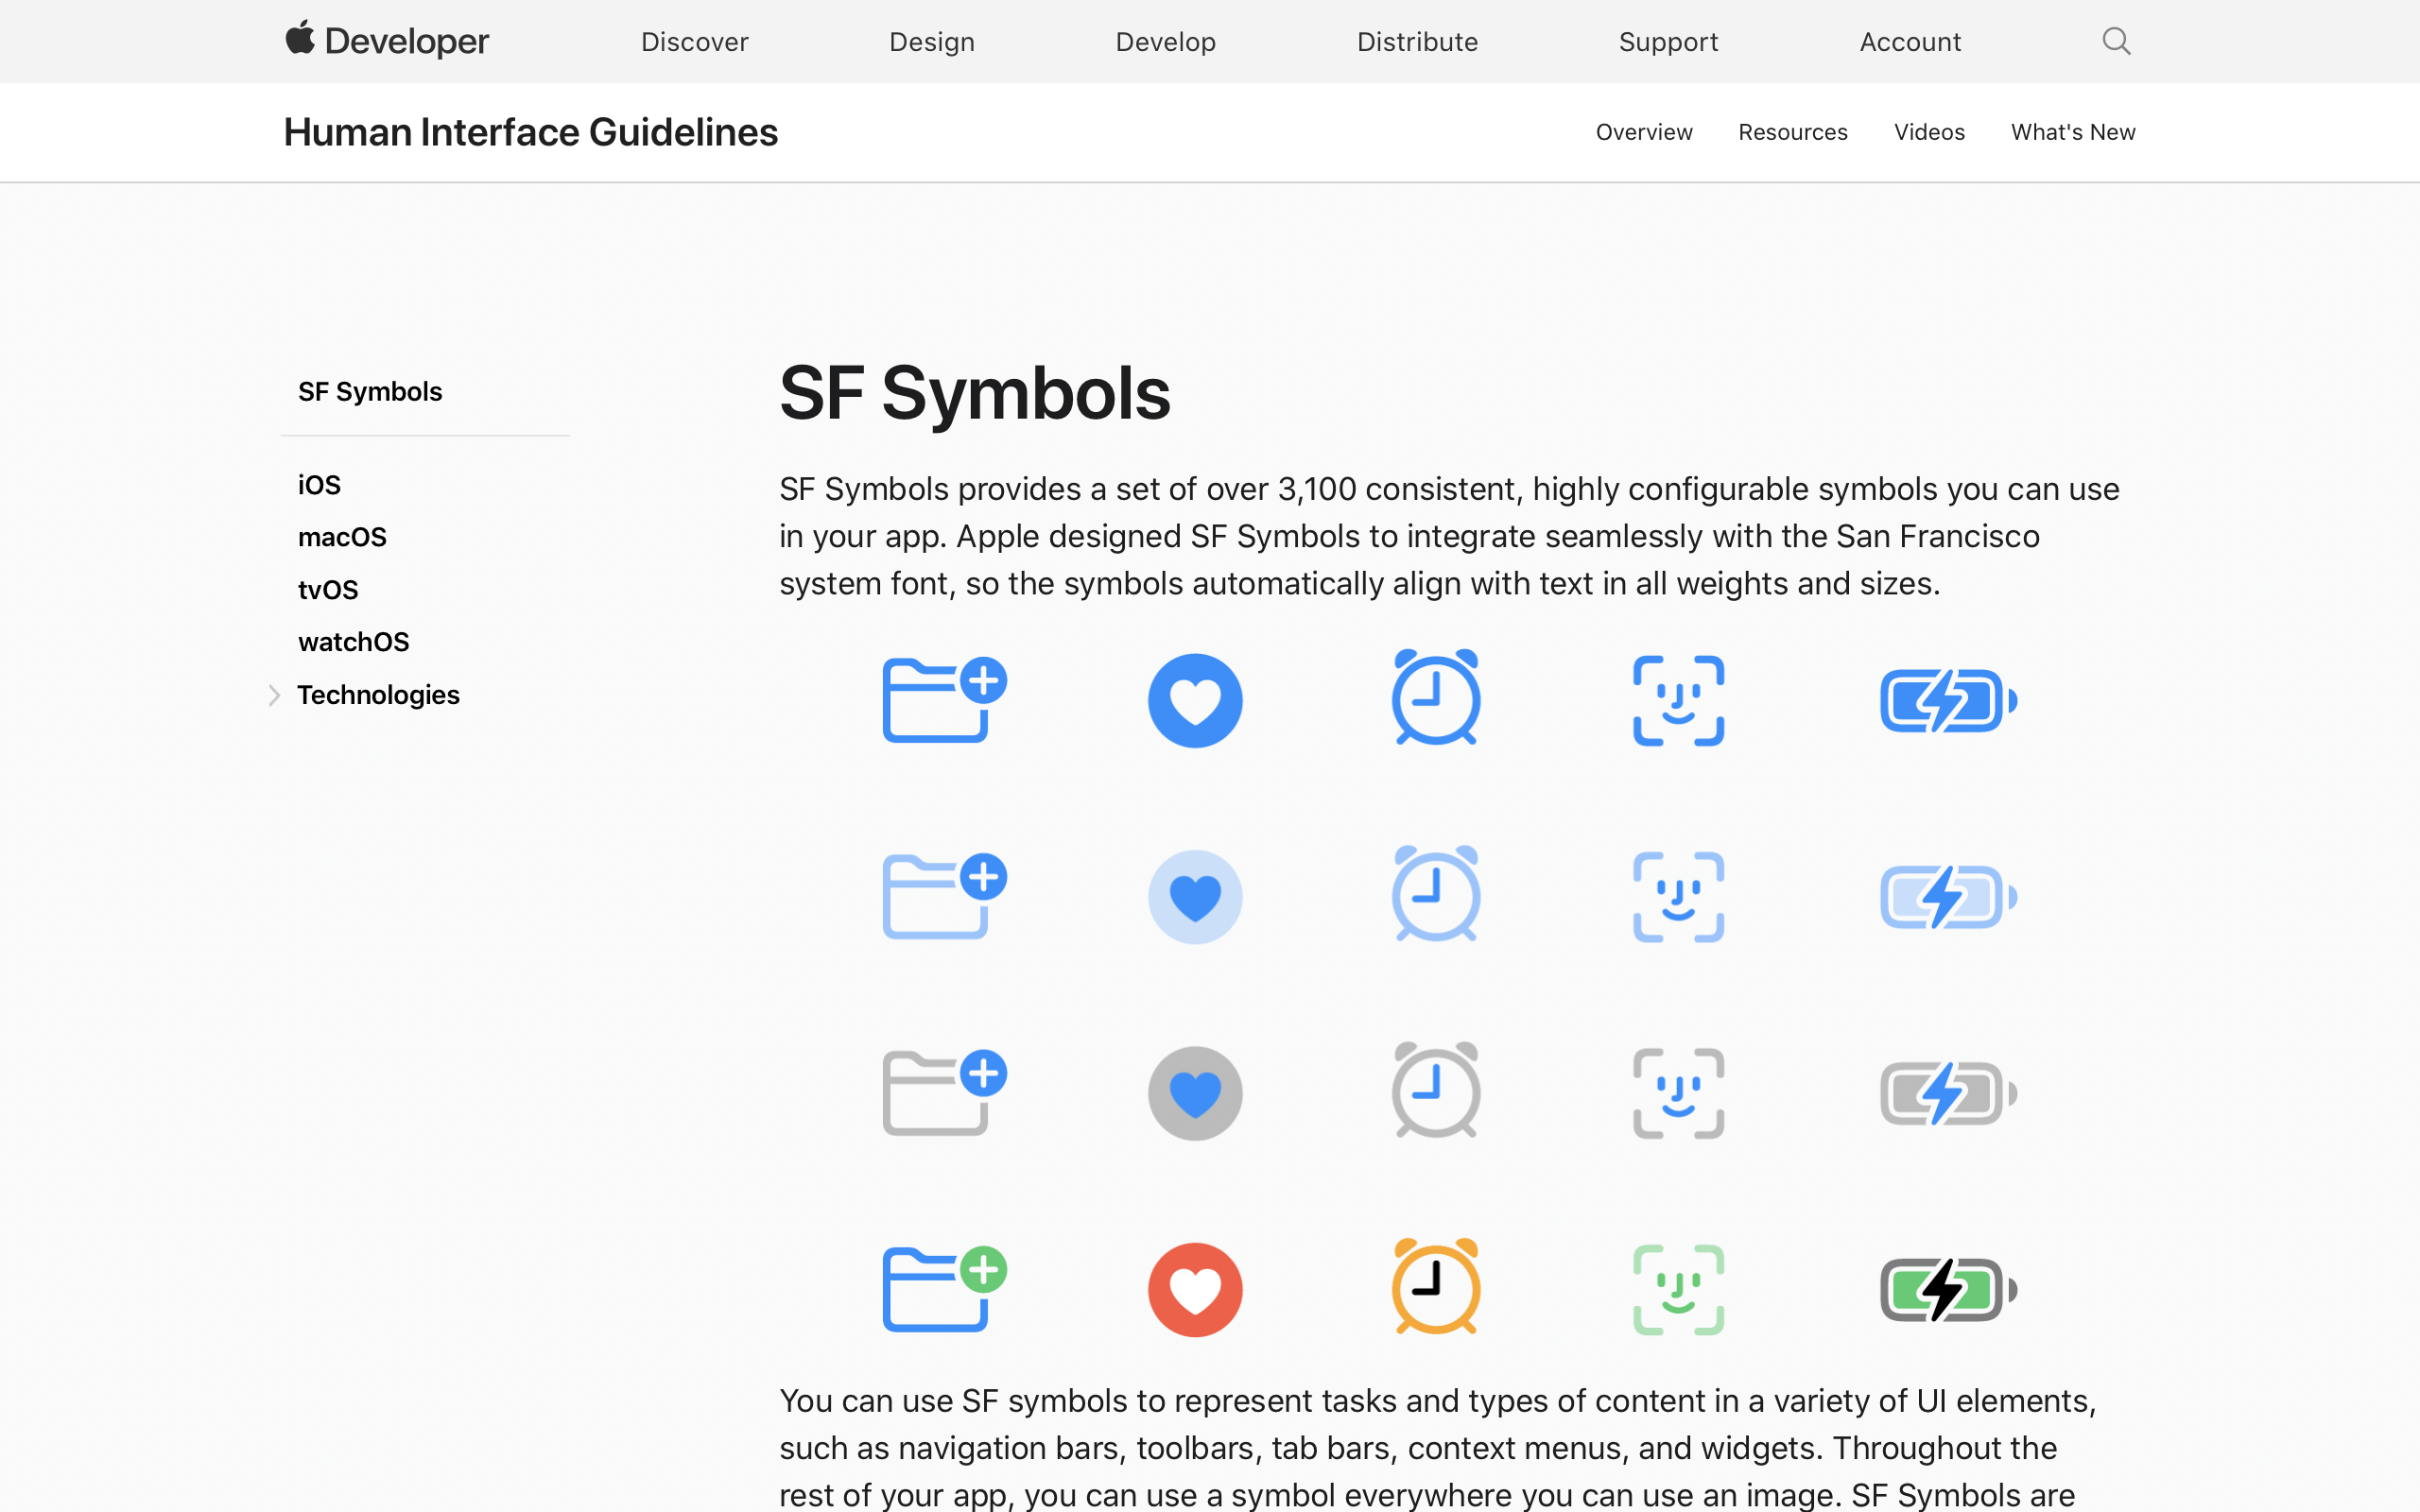 Developer
Discover
Design
Develop
Distribute
Support
Account
Human Interface Guidelines
Overview
Resources
Videos
What's New
SF Symbols
iOS
macOS
tvOS
watchOS
Technologies
SF Symbols
SF Symbols provides a set of over 3,100 consistent, highly configurable symbols you can use
in your app. Apple designed SF Symbols to integrate seamlessly with the San Francisco
system font, so the symbols automatically align with text in all weights and sizes.
You can use SF symbols to represent tasks and types of content in a variety of UI elements,
such as navigation bars, toolbars, tab bars, context menus, and widgets. Throughout the
rest of your app, you can use a symbol everywhere you can use an image. SF Symbols are